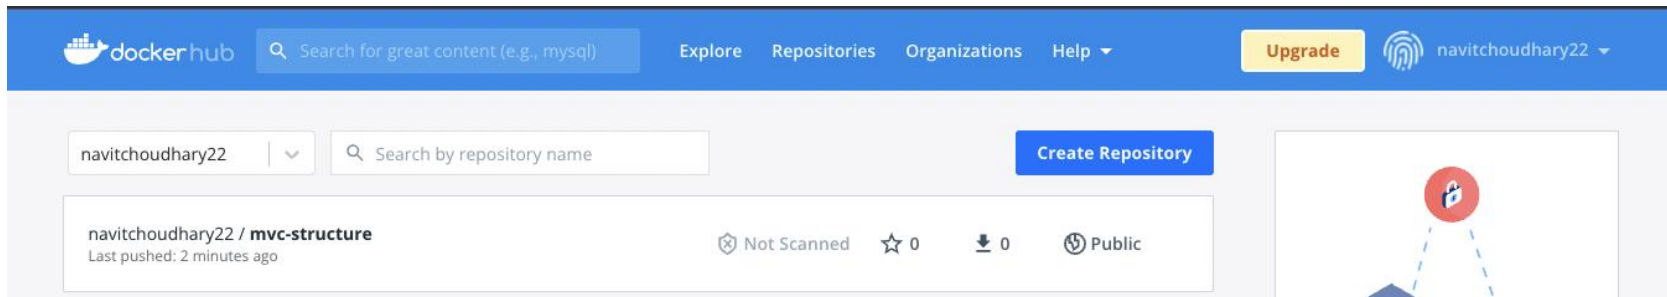 dockerhub Search for great content (e.g., mysql) Explore Repositories Organizations Help Upgrade navitchoudhary22
navitchoudhary22 Search by repository name Create Repository
navitchoudhary22 / mvc-structure Not Scanned 0 0 Public
Last pushed: 2 minutes ago